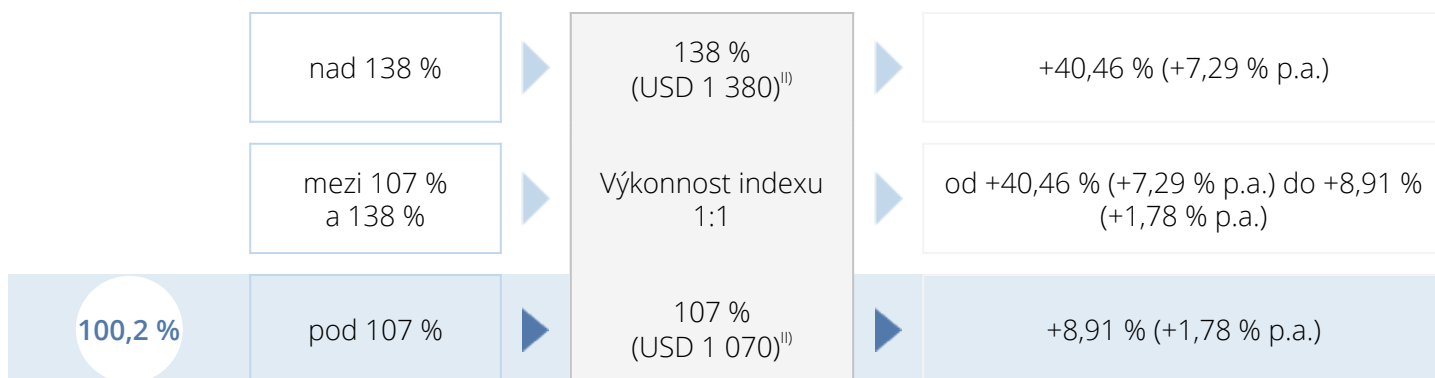 nad 138 %
138 %
(USD 1 380)II)
+40,46 % (+7,29 % p.a.)
mezi 107 %
a 138 %
Výkonnost indexu
1:1
od +40,46 % (+7,29 % p.a.) do +8,91 %
(+1,78 % p.a.)
100,2 %
pod 107 %
107 %
(USD 1 070)II)
+8,91 % (+1,78 % p.a.)